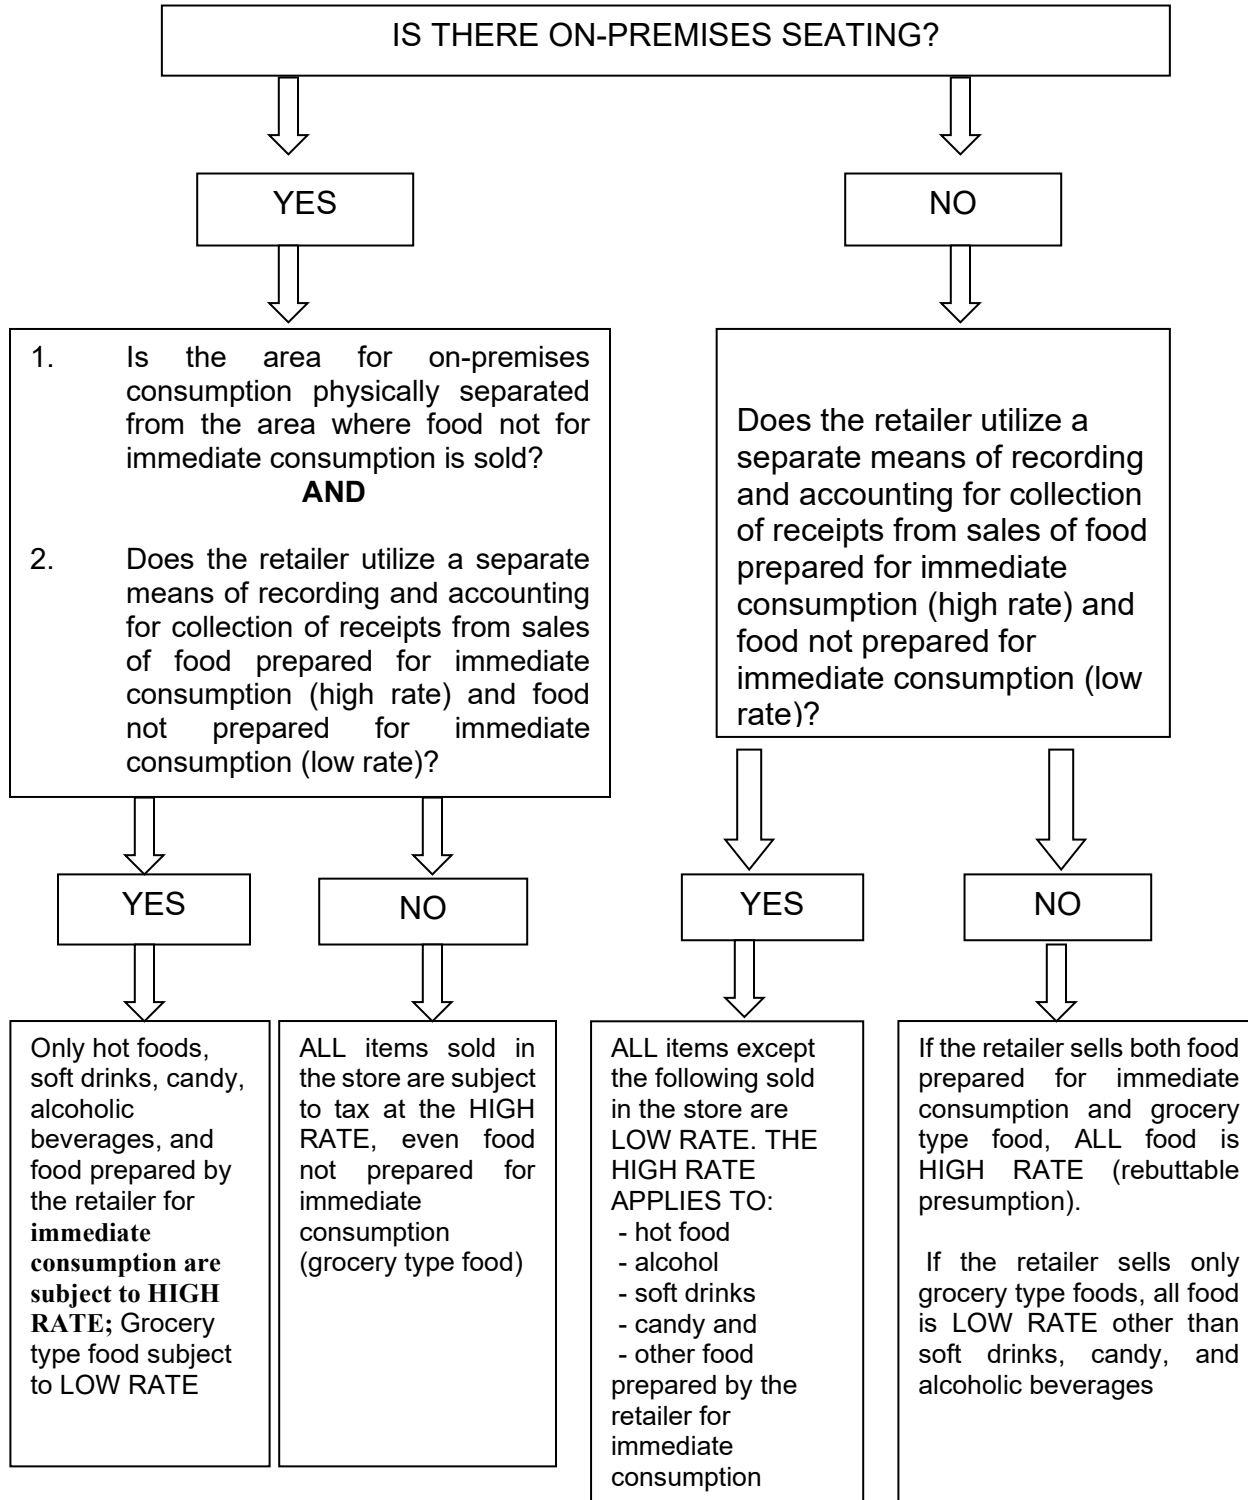 IS THERE ON-PREMISES SEATING?
YES
NO
1. Is the area for on-premises
consumption physically separated
from the area where food not for
immediate consumption is sold?
AND
2. Does the retailer utilize a separate
means of recording and accounting
for collection of receipts from sales
of food prepared for immediate
consumption (high rate) and food
not prepared for immediate
consumption (low rate)?
Does the retailer utilize a
separate means of recording
and accounting for collection
of receipts from sales of food
prepared for immediate
consumption (high rate) and
food not prepared for
immediate consumption (low
rate)?
YES
NO
YES
NO
Only hot foods,
soft drinks, candy,
alcoholic
beverages, and
food prepared by
the retailer for
immediate
consumption are
subject to HIGH
RATE; Grocery
type food subject
to LOW RATE
ALL items sold in
the store are subject
to tax at the HIGH
RATE, even food
not prepared for
immediate
consumption
(grocery type food)
ALL items except
the following sold
in the store are
LOW RATE. THE
HIGH RATE
APPLIES TO:
- hot food
- alcohol
- soft drinks
- candy and
- other food
prepared by the
retailer for
immediate
consumption
If the retailer sells both food
prepared for immediate
consumption and grocery
type food, ALL food is
HIGH RATE (rebuttable
presumption).
If the retailer sells only
grocery type foods, all food
is LOW RATE other than
soft drinks, candy, and
alcoholic beverages